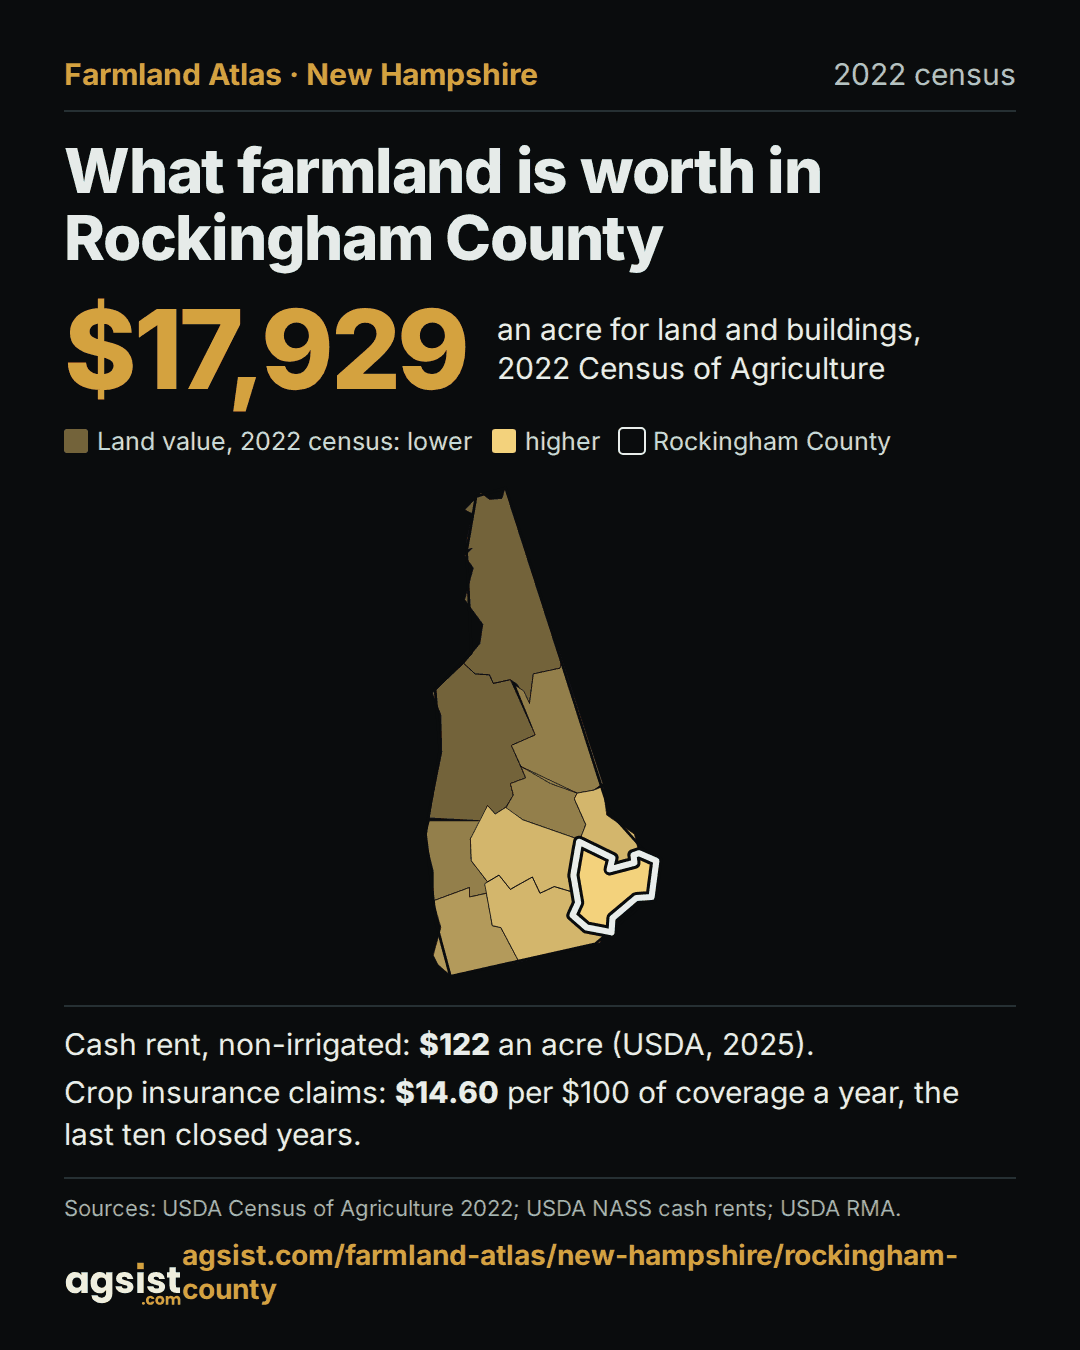 Farmland Atlas · New Hampshire
2022 census
What farmland is worth in
Rockingham County
$17,929
an acre for land and buildings,
2022 Census of Agriculture
Land value, 2022 census: lower
higher
Rockingham County
Cash rent, non-irrigated: $122 an acre (USDA, 2025).
Crop insurance claims: $14.60 per $100 of coverage a year, the
last ten closed years.
Sources: USDA Census of Agriculture 2022; USDA NASS cash rents; USDA RMA.
agsist
.com
agsist.com/farmland-atlas/new-hampshire/rockingham-
county